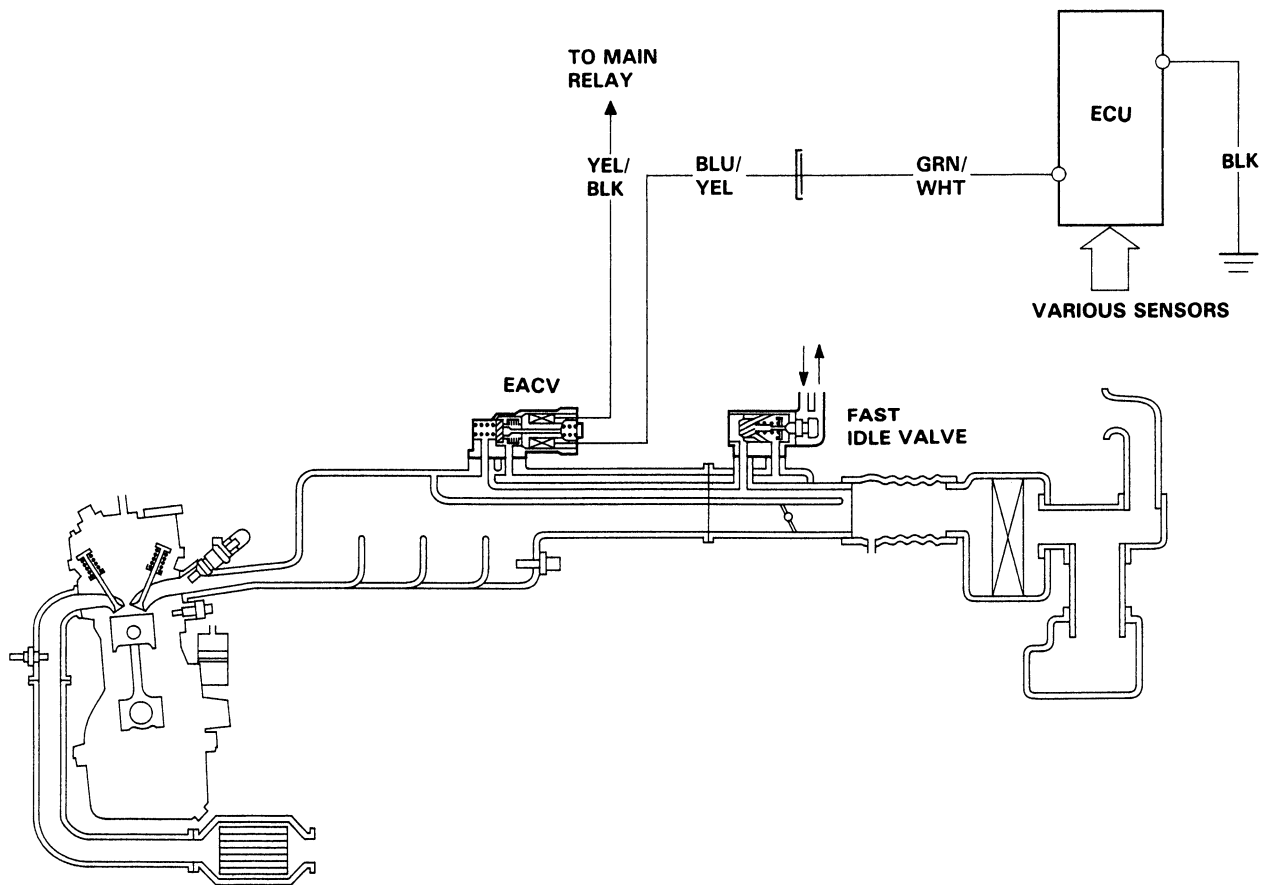 TO MAIN
RELAY
ECU
YEL/
BLK
BLU/
YEL
GRN/
WHT
BLK
VARIOUS SENSORS
EACV
FAST
IDLE VALVE